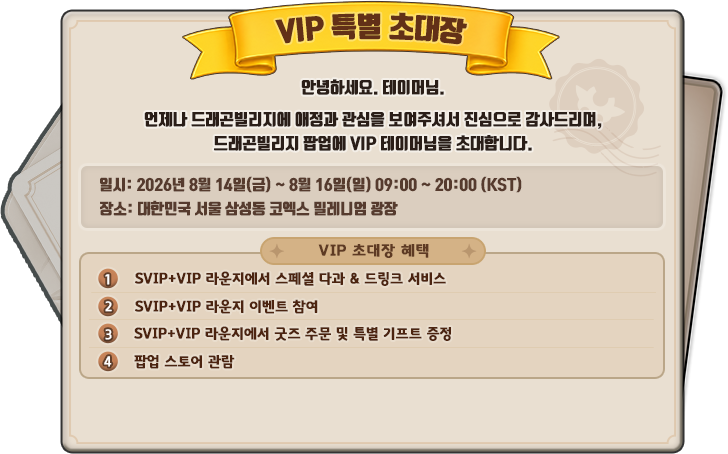 VIP 특별 초대장
안녕하세요. 테이머님.
언제나 드래곤빌리지에 애정과 관심을 보여주셔서 진심으로 감사드리며,
드래곤빌리지 팝업에 VIP 테이머님을 초대합니다.
일시: 2026년 8월 14일(금) ~ 8월 16일(일) 09:00 ~ 20:00 (KST)
장소: 대한민국 서울 삼성동 코엑스 밀레니엄 광장
VIP 초대장 혜택
1 SVIP+VIP 라운지에서 스페셜 다과 & 드링크 서비스
2 SVIP+VIP 라운지 이벤트 참여
3 SVIP+VIP 라운지에서 굿즈 주문 및 특별 기프트 증정
4 팝업 스토어 관람